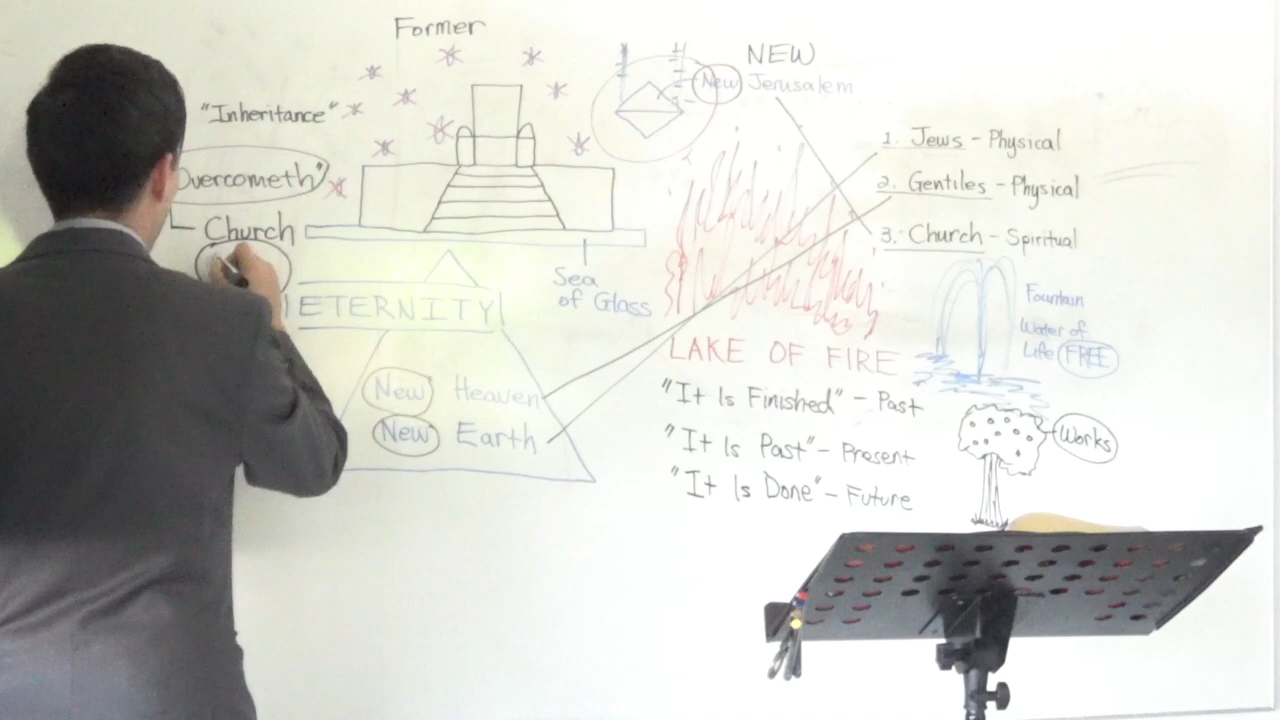 Former
"Inheritance"
Overcometh"
Church
ETERNITY
New Heaven
New Earth
Sea
of Glass
NEW
New Jerusalem
1. Jews - Physical
2. Gentiles - Physical
3. Church - Spiritual
Fountain
Water of
Life FREE
LAKE OF FIRE
"It Is Finished" - Past
"It Is Past" - Present
"It Is Done" - Future
Works